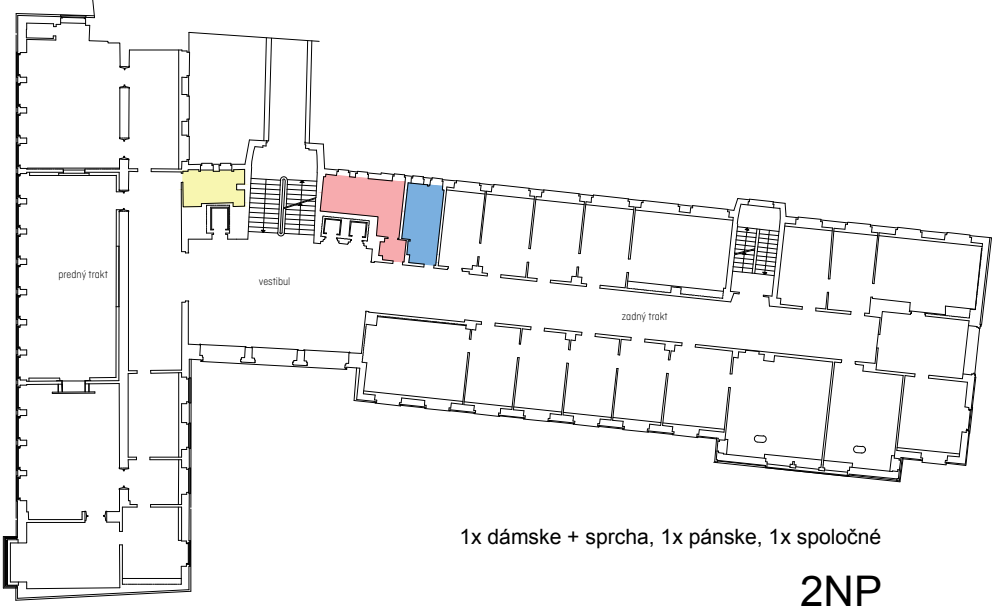 predný trakt
vestibul
zadný trakt
1x dámske + sprcha, 1x pánske, 1x spoločné
2NP